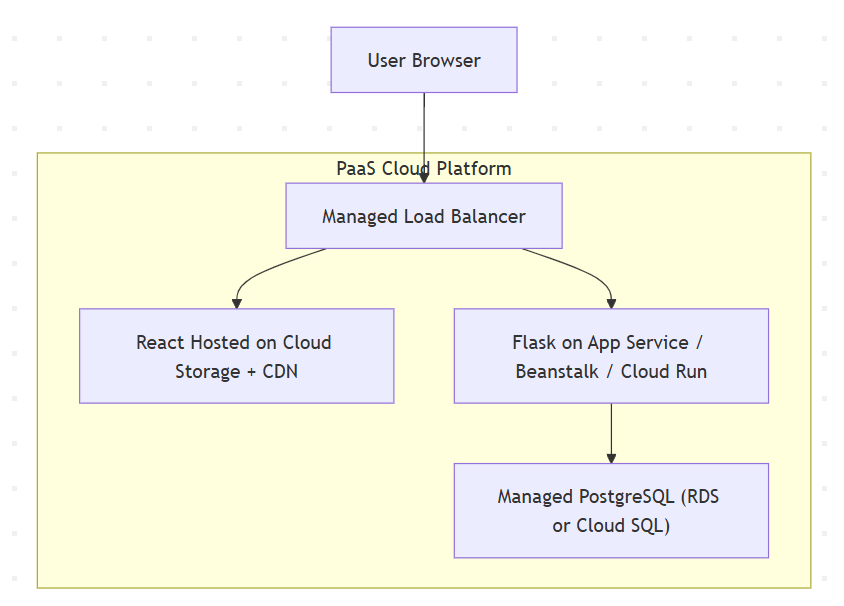 User Browser
PaaS Cloud Platform
Managed Load Balancer
React Hosted on Cloud
Storage + CDN
Flask on App Service /
Beanstalk / Cloud Run
Managed PostgreSQL (RDS
or Cloud SQL)